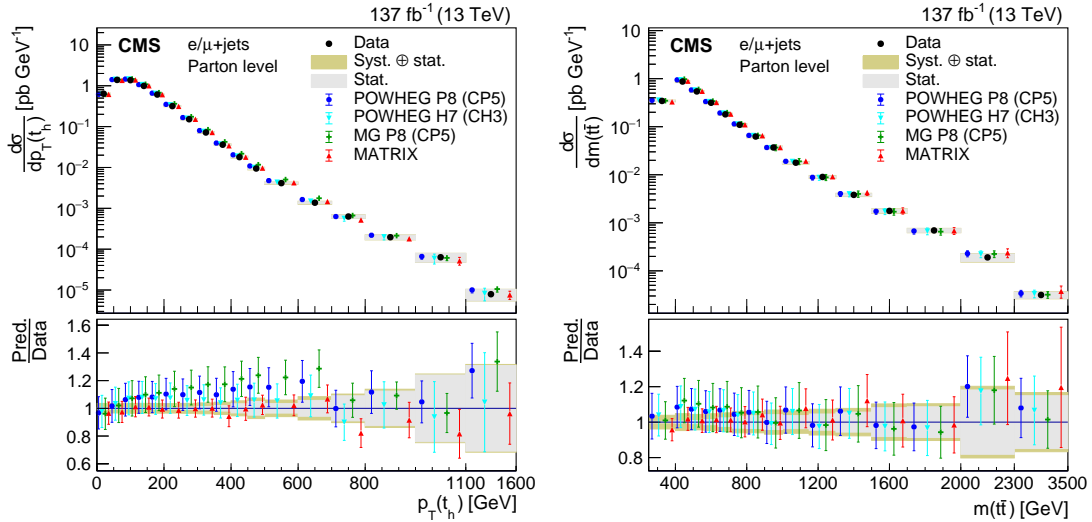 137 fb⁻¹ (13 TeV)
CMS
e/μ+jets
Parton level
Data
Syst. ⊕ stat.
Stat.
POWHEG P8 (CP5)
POWHEG H7 (CH3)
MG P8 (CP5)
MATRIX
dσ/dp_T(t_h) [pb GeV⁻¹]
10
1
10⁻¹
10⁻²
10⁻³
10⁻⁴
10⁻⁵
Pred./Data
1.6
1.4
1.2
1.0
0.8
0.6
0 200 400 600 800 1100 1600
p_T(t_h) [GeV]
137 fb⁻¹ (13 TeV)
CMS
e/μ+jets
Parton level
Data
Syst. ⊕ stat.
Stat.
POWHEG P8 (CP5)
POWHEG H7 (CH3)
MG P8 (CP5)
MATRIX
dσ/dm(tt̄) [pb GeV⁻¹]
10
1
10⁻¹
10⁻²
10⁻³
10⁻⁴
Pred./Data
1.4
1.2
1.0
0.8
400 800 1200 1600 2000 2300 3500
m(tt̄) [GeV]